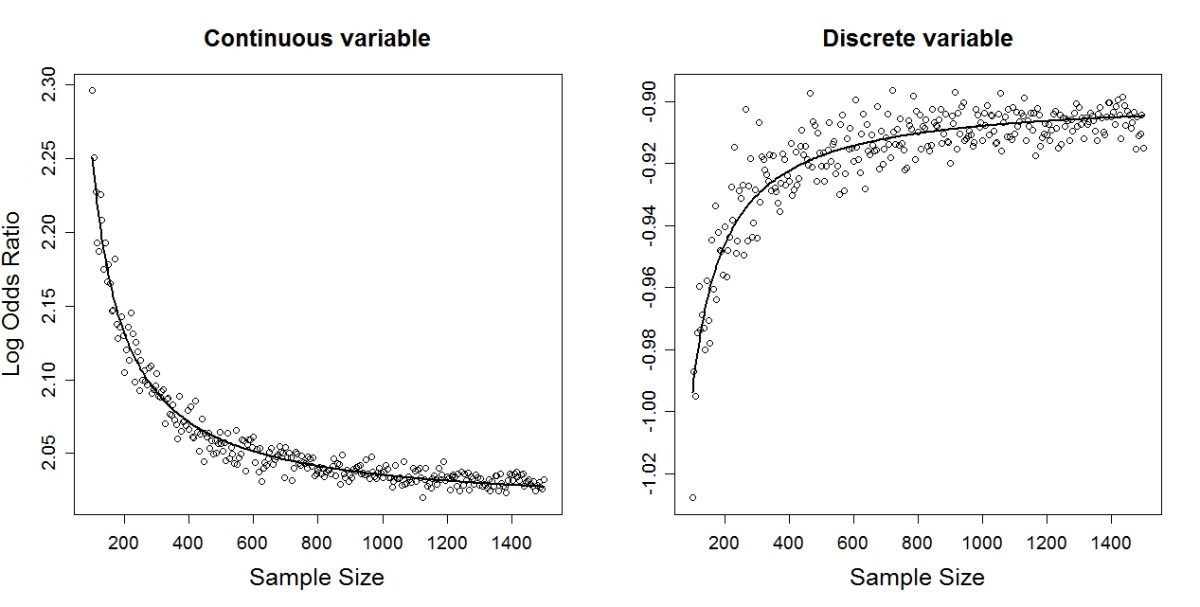 Continuous variable
Log Odds Ratio
2.30
2.25
2.20
2.15
2.10
2.05
200 400 600 800 1000 1200 1400
Sample Size
Discrete variable
-0.90
-0.92
-0.94
-0.96
-0.98
-1.00
-1.02
200 400 600 800 1000 1200 1400
Sample Size